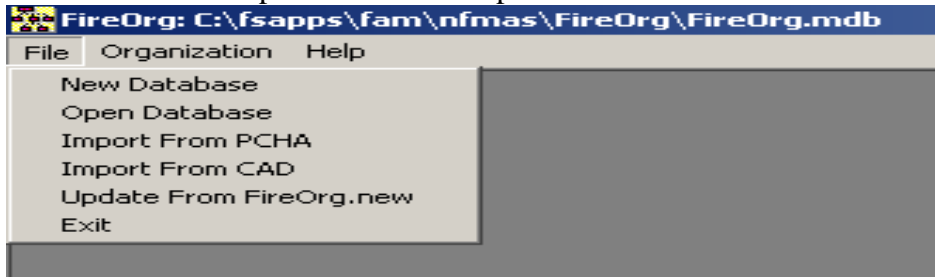 FireOrg: C:\fsapps\fam\nfmas\FireOrg\FireOrg.mdb
File Organization Help
New Database
Open Database
Import From PCHA
Import From CAD
Update From FireOrg.new
Exit